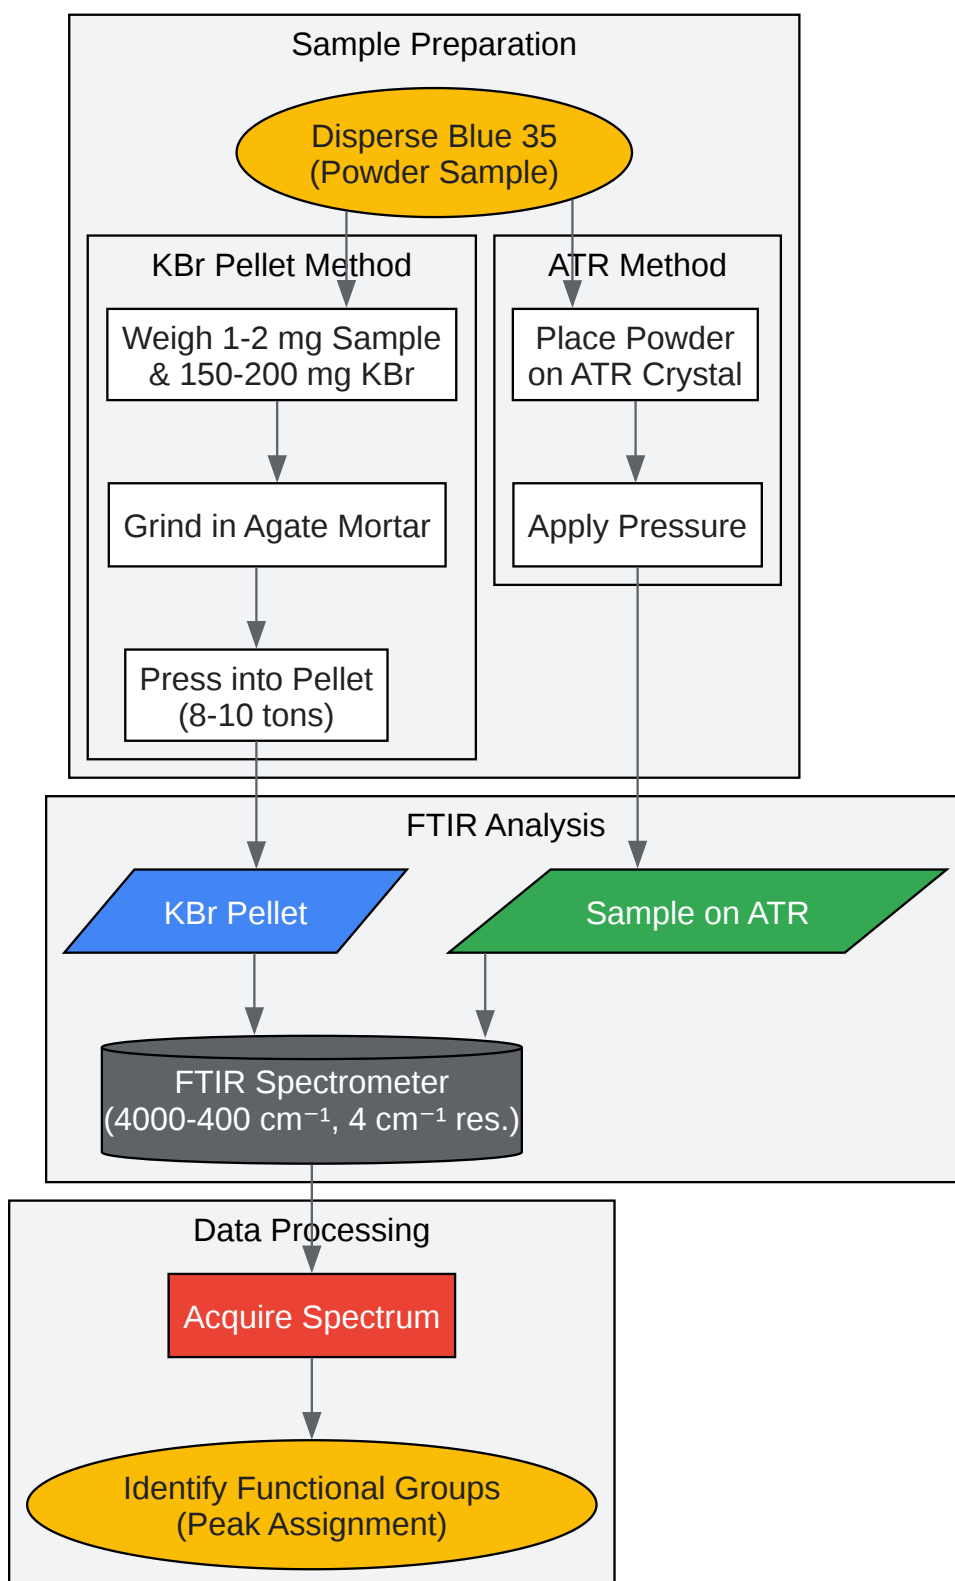 Sample Preparation
Disperse Blue 35
(Powder Sample)
KBr Pellet Method
Weigh 1-2 mg Sample
& 150-200 mg KBr
Grind in Agate Mortar
Press into Pellet
(8-10 tons)
ATR Method
Place Powder
on ATR Crystal
Apply Pressure
FTIR Analysis
KBr Pellet
Sample on ATR
FTIR Spectrometer
(4000-400 cm⁻¹, 4 cm⁻¹ res.)
Data Processing
Acquire Spectrum
Identify Functional Groups
(Peak Assignment)